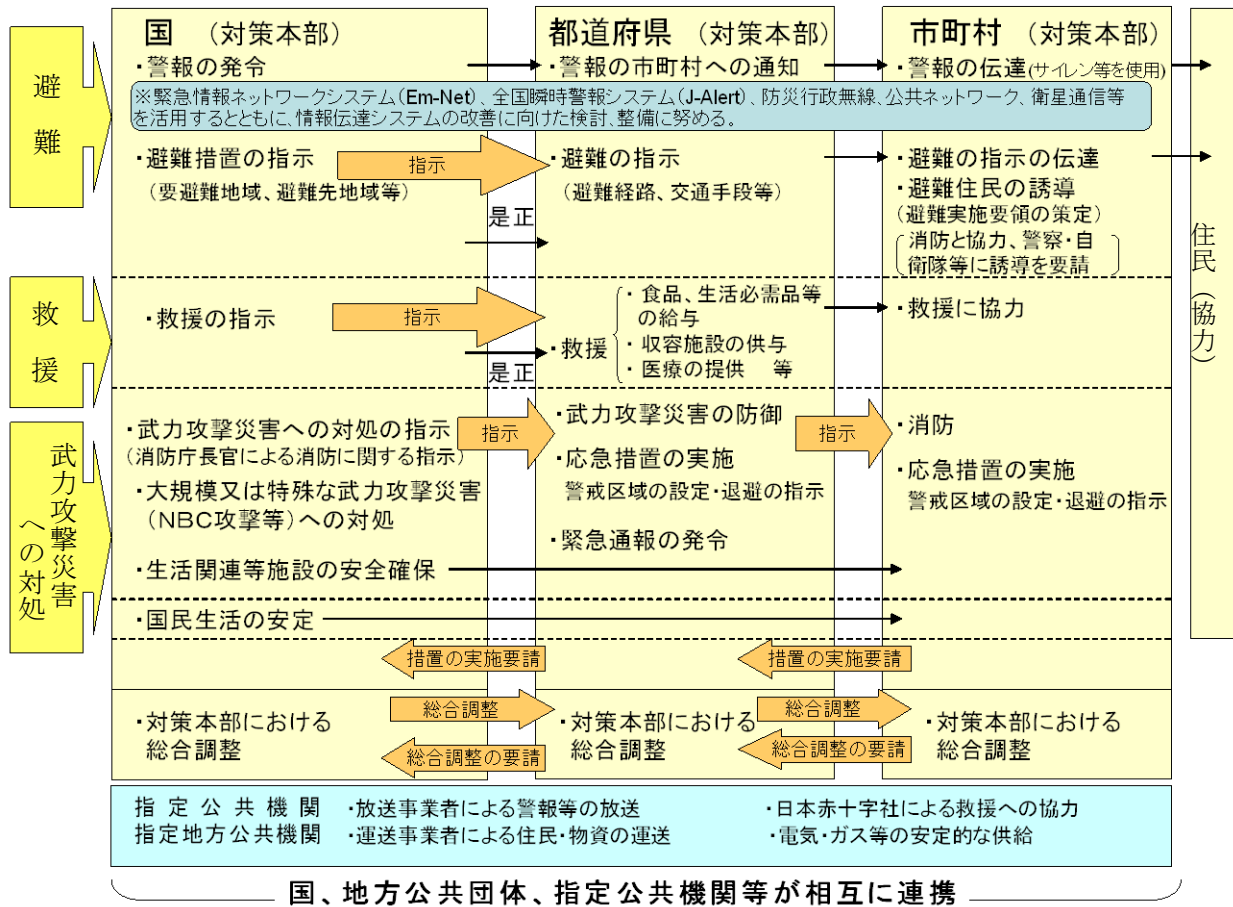 避難
国 (対策本部)
都道府県 (対策本部)
市町村 (対策本部)
・警報の発令
・警報の市町村への通知
・警報の伝達(サイレン等を使用)
※緊急情報ネットワークシステム(Em-Net)、全国瞬時警報システム(J-Alert)、防災行政無線、公共ネットワーク、衛星通信等
を活用するとともに、情報伝達システムの改善に向けた検討、整備に努める。
・避難措置の指示
(要避難地域、避難先地域等)
指示
是正
・避難の指示
(避難経路、交通手段等)
・避難の指示の伝達
・避難住民の誘導
(避難実施要領の策定)
消防と協力、警察・自
衛隊等に誘導を要請
住民(協力)
救援
・救援の指示
指示
是正
・救援
・食品、生活必需品等
の給与
・収容施設の供与
・医療の提供 等
・救援に協力
武力攻撃災害
への対処
・武力攻撃災害への対処の指示
(消防庁長官による消防に関する指示)
・大規模又は特殊な武力攻撃災害
(NBC攻撃等)への対処
・生活関連等施設の安全確保
指示
・武力攻撃災害の防御
・応急措置の実施
警戒区域の設定・退避の指示
・緊急通報の発令
指示
・消防
・応急措置の実施
警戒区域の設定・退避の指示
・国民生活の安定
措置の実施要請
措置の実施要請
・対策本部における
総合調整
総合調整
総合調整の要請
・対策本部における
総合調整
総合調整
総合調整の要請
・対策本部における
総合調整
指定公共機関
指定地方公共機関
・放送事業者による警報等の放送
・運送事業者による住民・物資の運送
・日本赤十字社による救援への協力
・電気・ガス等の安定的な供給
国、地方公共団体、指定公共機関等が相互に連携